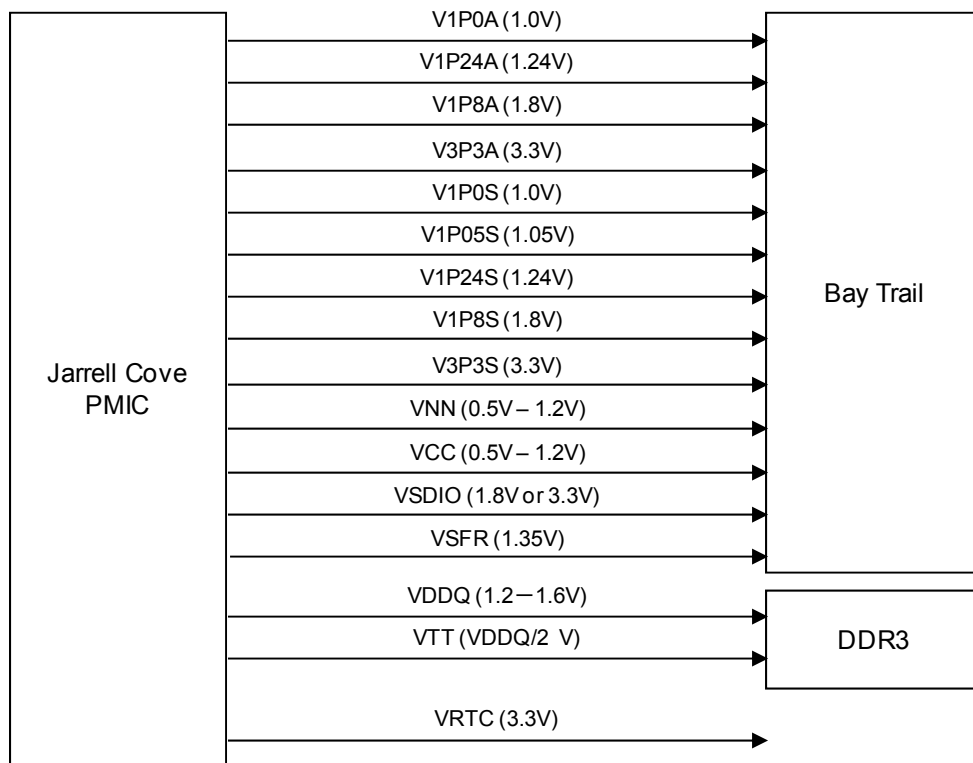 V1P0A (1.0V)
V1P24A (1.24V)
V1P8A (1.8V)
V3P3A (3.3V)
V1P0S (1.0V)
V1P05S (1.05V)
V1P24S (1.24V)
V1P8S (1.8V)
V3P3S (3.3V)
VNN (0.5V – 1.2V)
VCC (0.5V – 1.2V)
VSDIO (1.8V or 3.3V)
VSFR (1.35V)
VDDQ (1.2—1.6V)
VTT (VDDQ/2 V)
VRTC (3.3V)
Jarrell Cove
PMIC
Bay Trail
DDR3